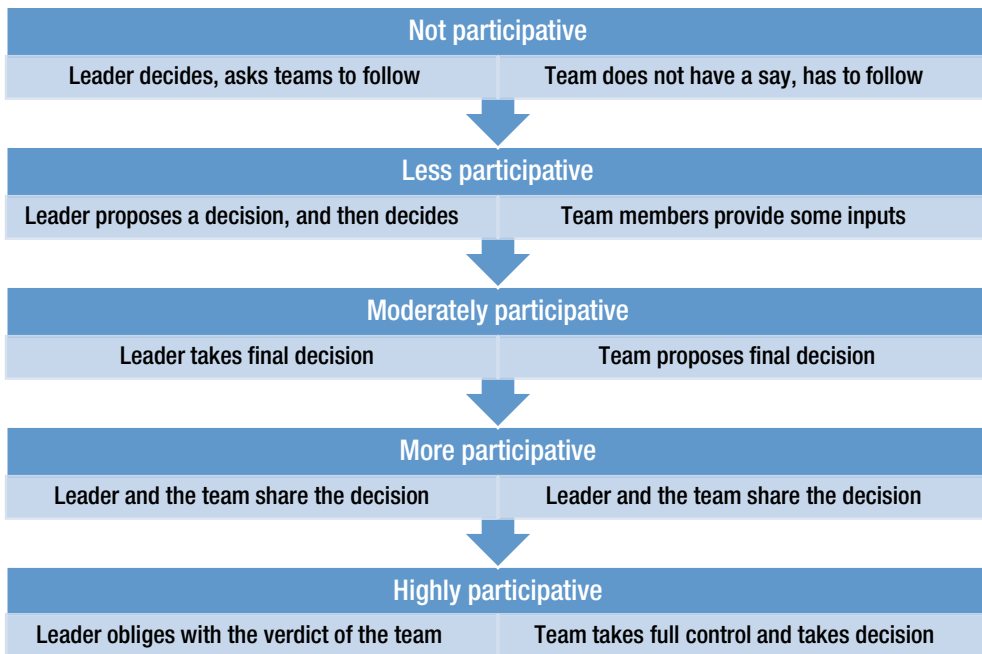 Not participative
Leader decides, asks teams to follow
Team does not have a say, has to follow
Less participative
Leader proposes a decision, and then decides
Team members provide some inputs
Moderately participative
Leader takes final decision
Team proposes final decision
More participative
Leader and the team share the decision
Leader and the team share the decision
Highly participative
Leader obliges with the verdict of the team
Team takes full control and takes decision